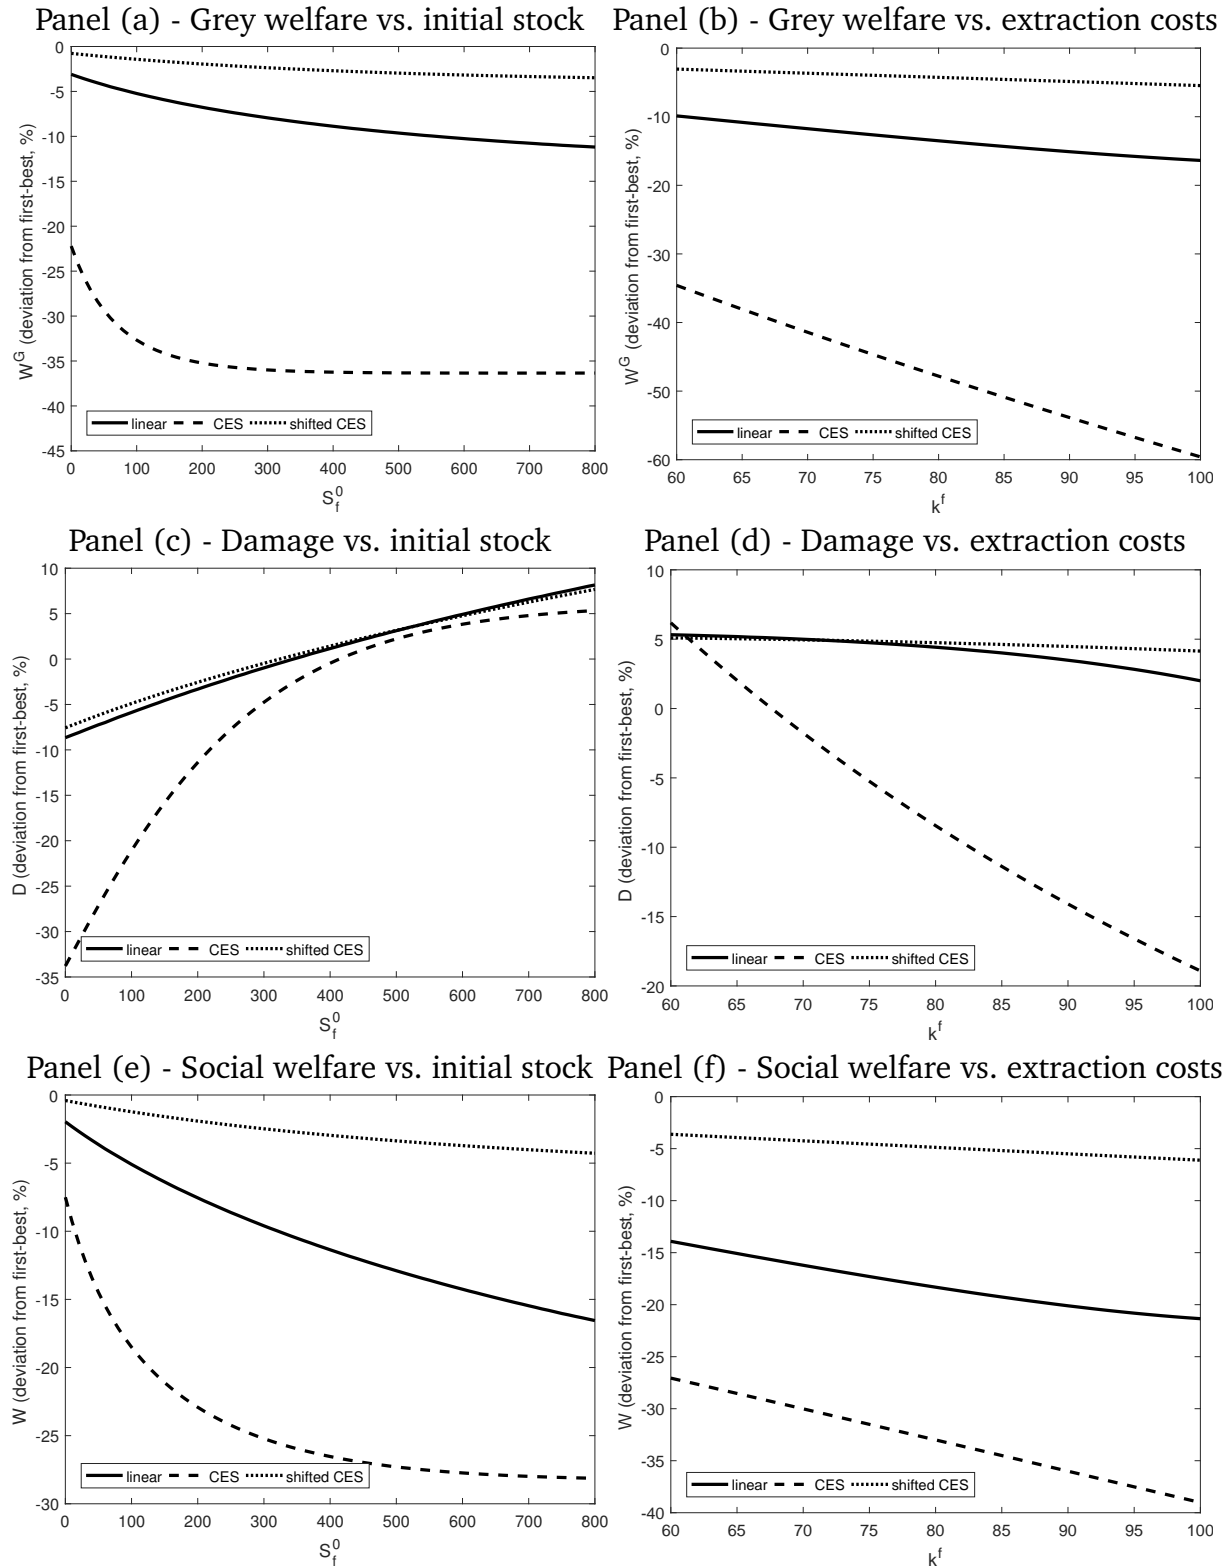 Panel (a) - Grey welfare vs. initial stock
Panel (b) - Grey welfare vs. extraction costs
0
-5
-10
-15
-20
-25
-30
-35
-40
-45
W^G (deviation from first-best, %)
linear CES shifted CES
0 100 200 300 400 500 600 700 800
S_f^0
0
-10
-20
-30
-40
-50
-60
W^G (deviation from first-best, %)
linear CES shifted CES
60 65 70 75 80 85 90 95 100
k^f
Panel (c) - Damage vs. initial stock
Panel (d) - Damage vs. extraction costs
10
5
0
-5
-10
-15
-20
-25
-30
-35
D (deviation from first-best, %)
linear CES shifted CES
0 100 200 300 400 500 600 700 800
S_f^0
10
5
0
-5
-10
-15
-20
D (deviation from first-best, %)
linear CES shifted CES
60 65 70 75 80 85 90 95 100
k^f
Panel (e) - Social welfare vs. initial stock
Panel (f) - Social welfare vs. extraction costs
0
-5
-10
-15
-20
-25
-30
W (deviation from first-best, %)
linear CES shifted CES
0 100 200 300 400 500 600 700 800
S_f^0
0
-5
-10
-15
-20
-25
-30
-35
-40
W (deviation from first-best, %)
linear CES shifted CES
60 65 70 75 80 85 90 95 100
k^f